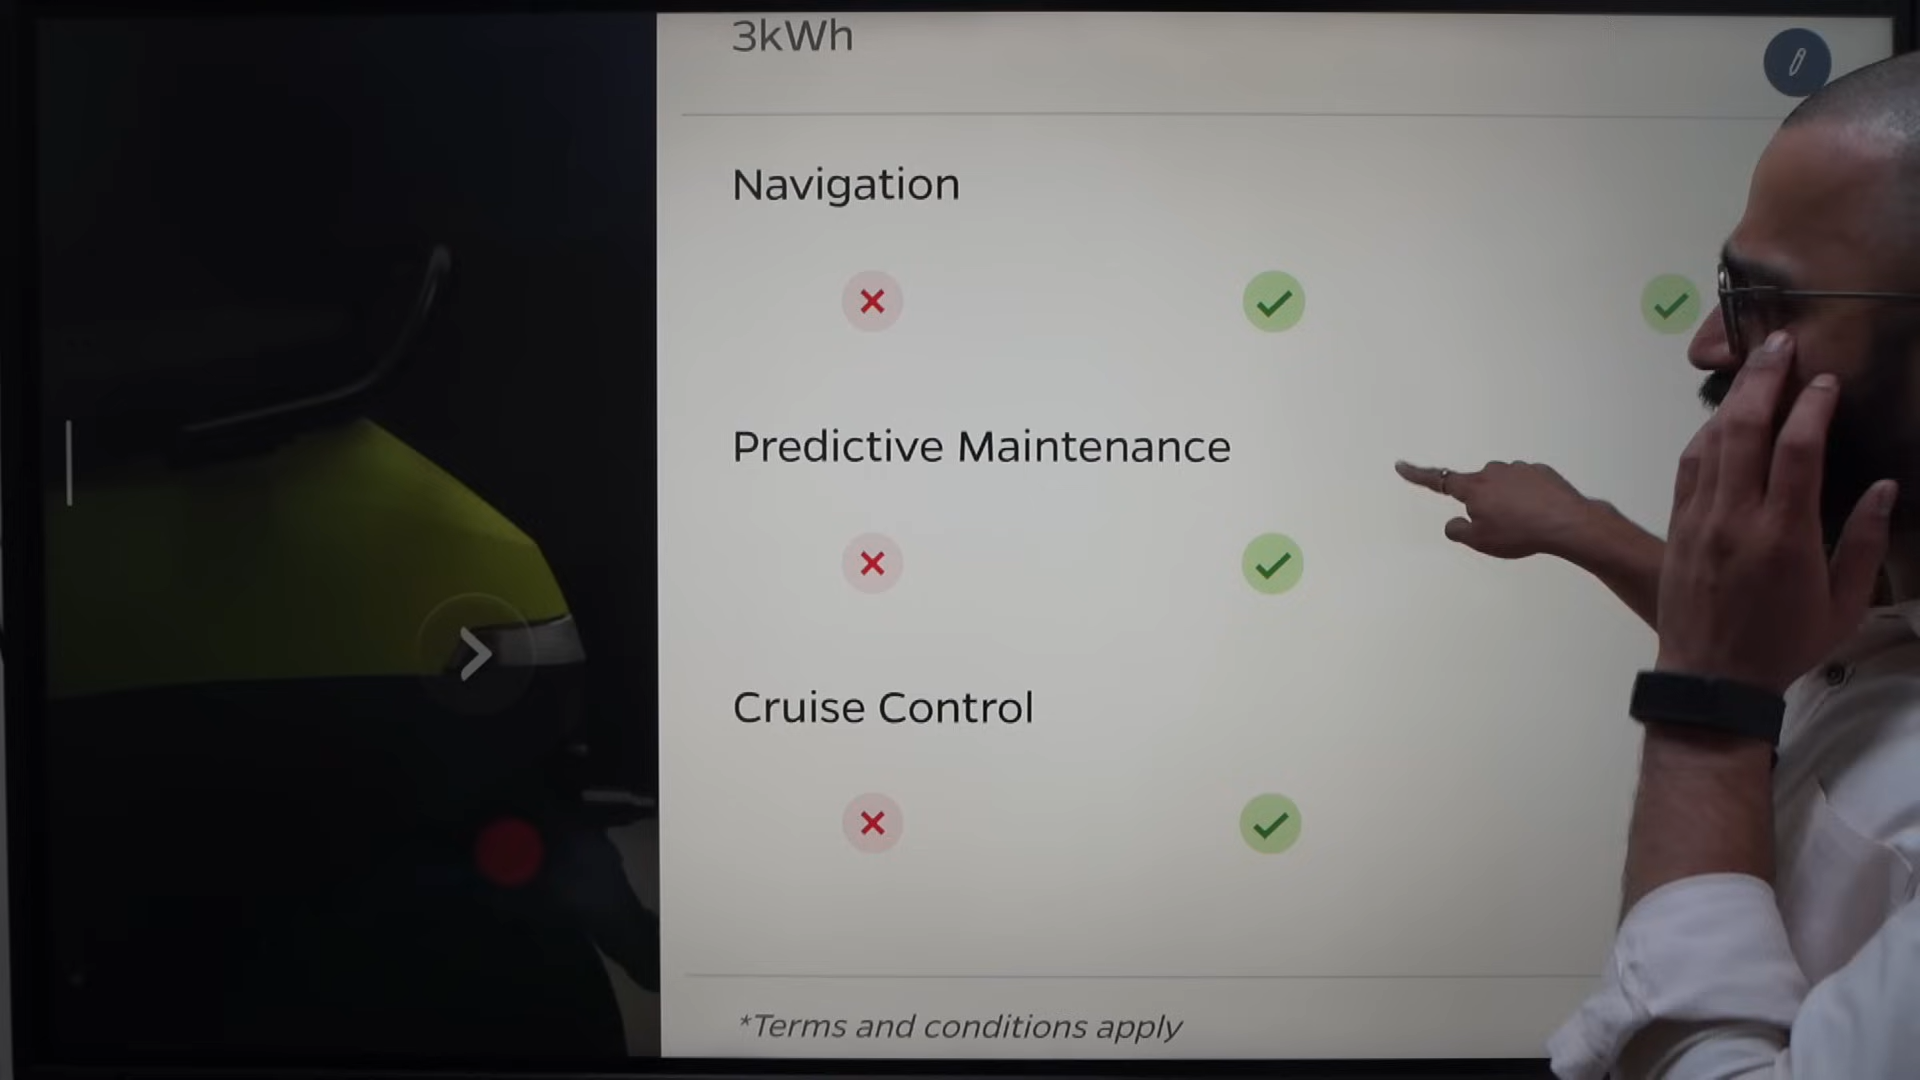 3kWh
Navigation
Predictive Maintenance
Cruise Control
*Terms and conditions apply